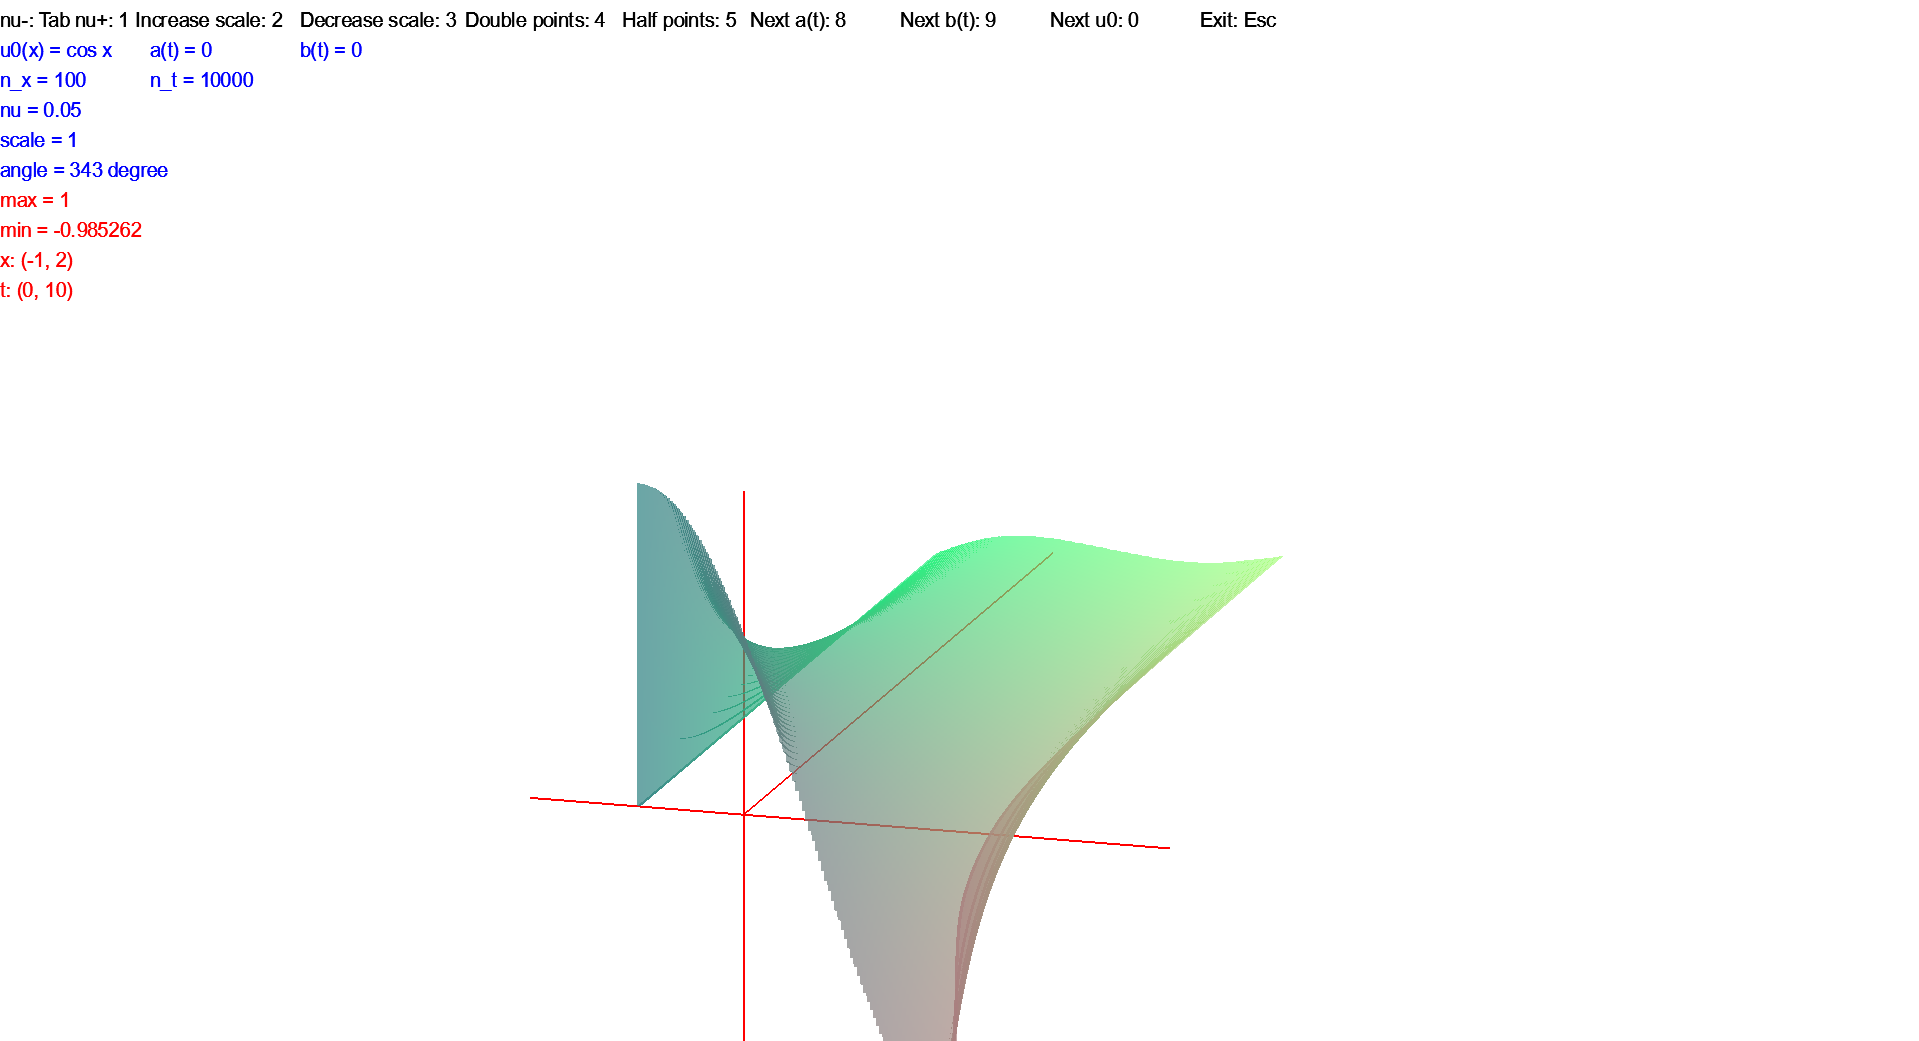 nu-: Tab nu+: 1 Increase scale: 2 Decrease scale: 3 Double points: 4 Half points: 5 Next a(t): 8 Next b(t): 9 Next u0: 0 Exit: Esc
u0(x) = cos x a(t) = 0 b(t) = 0
n_x = 100 n_t = 10000
nu = 0.05
scale = 1
angle = 343 degree
max = 1
min = -0.985262
x: (-1, 2)
t: (0, 10)